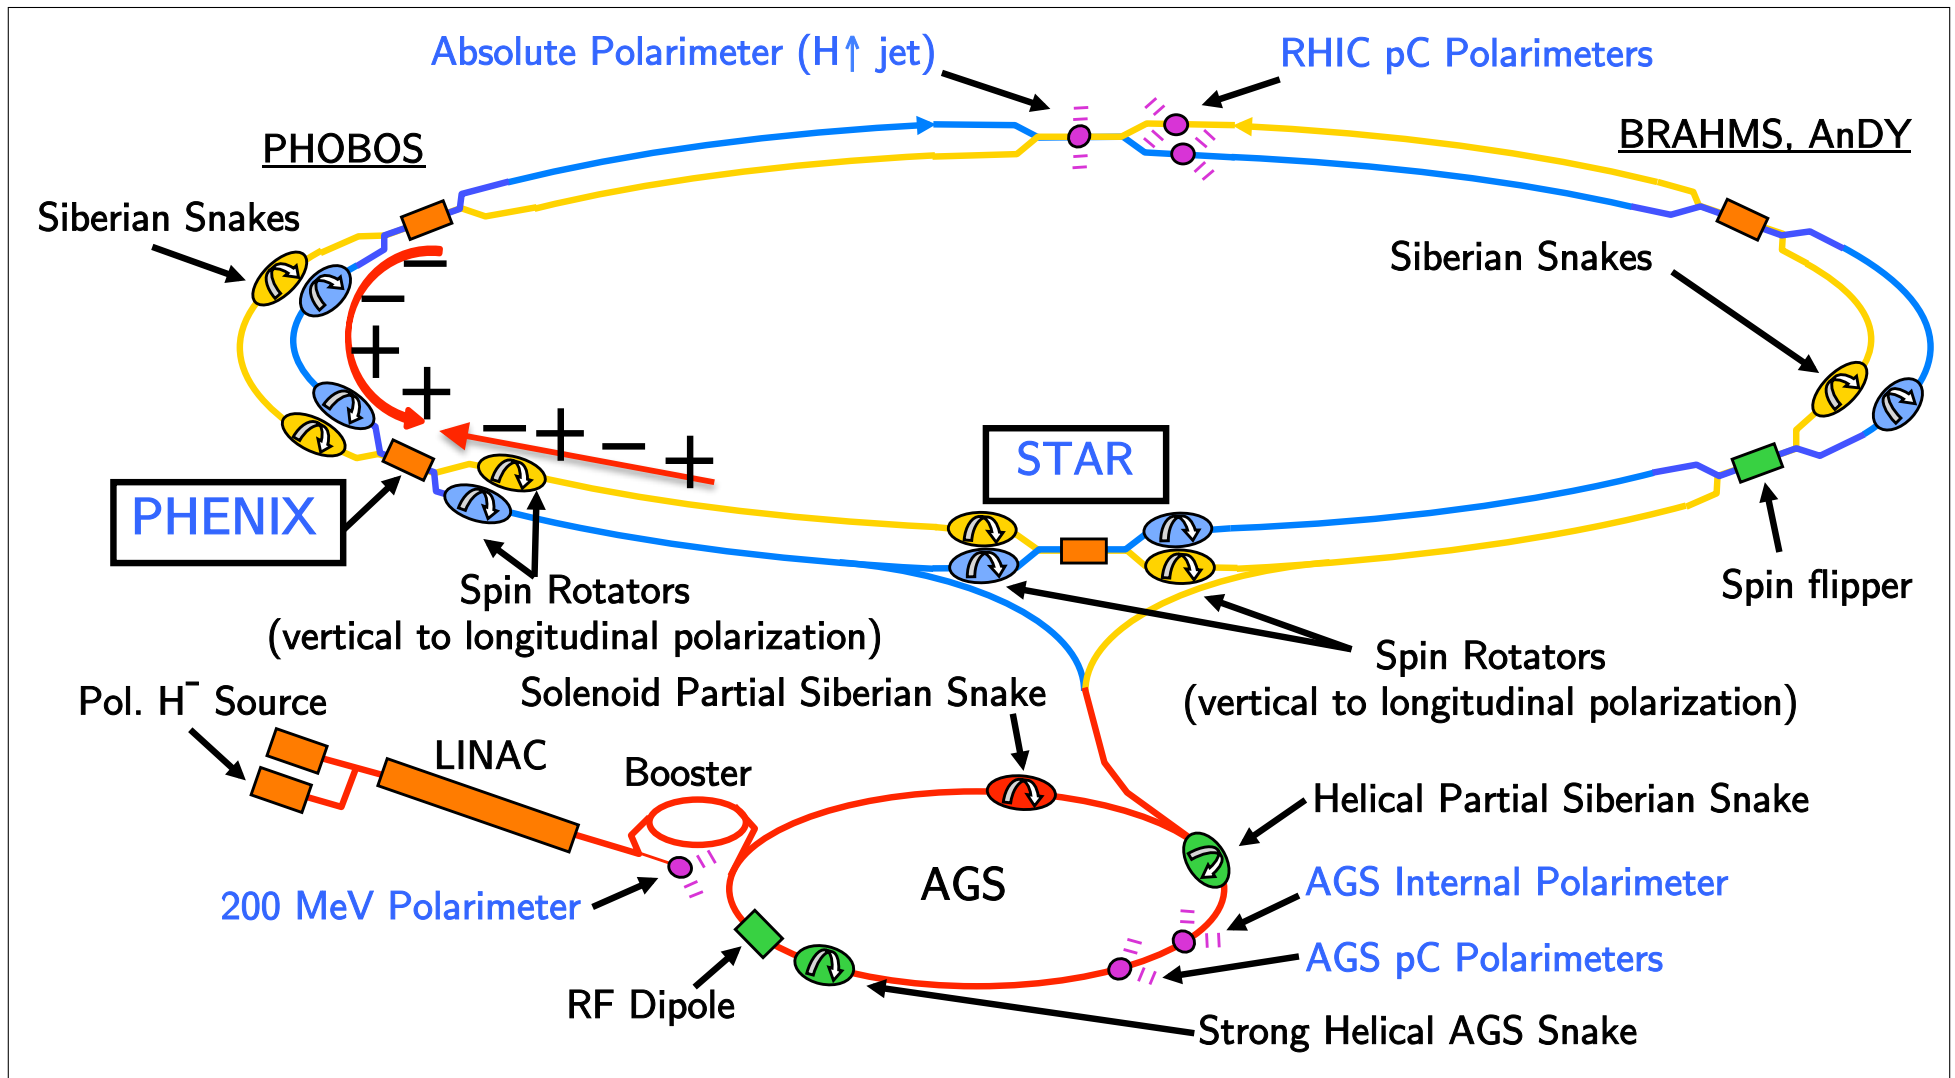 Absolute Polarimeter (H↑ jet)
RHIC pC Polarimeters
PHOBOS
BRAHMS, AnDY
Siberian Snakes
Siberian Snakes
−
−
+
+
− + − +
STAR
PHENIX
Spin Rotators
(vertical to longitudinal polarization)
Spin flipper
Spin Rotators
(vertical to longitudinal polarization)
Solenoid Partial Siberian Snake
Pol. H⁻ Source
LINAC
Booster
Helical Partial Siberian Snake
AGS
AGS Internal Polarimeter
200 MeV Polarimeter
AGS pC Polarimeters
RF Dipole
Strong Helical AGS Snake